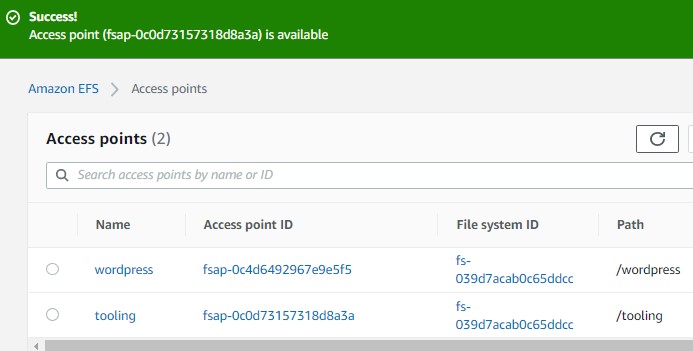 Success!
Access point (fsap-0c0d73157318d8a3a) is available
Amazon EFS > Access points
Access points (2)
Search access points by name or ID
Name Access point ID File system ID Path
wordpress fsap-0c4d6492967e9e5f5 fs-039d7acab0c65ddcc /wordpress
tooling fsap-0c0d73157318d8a3a fs-039d7acab0c65ddcc /tooling